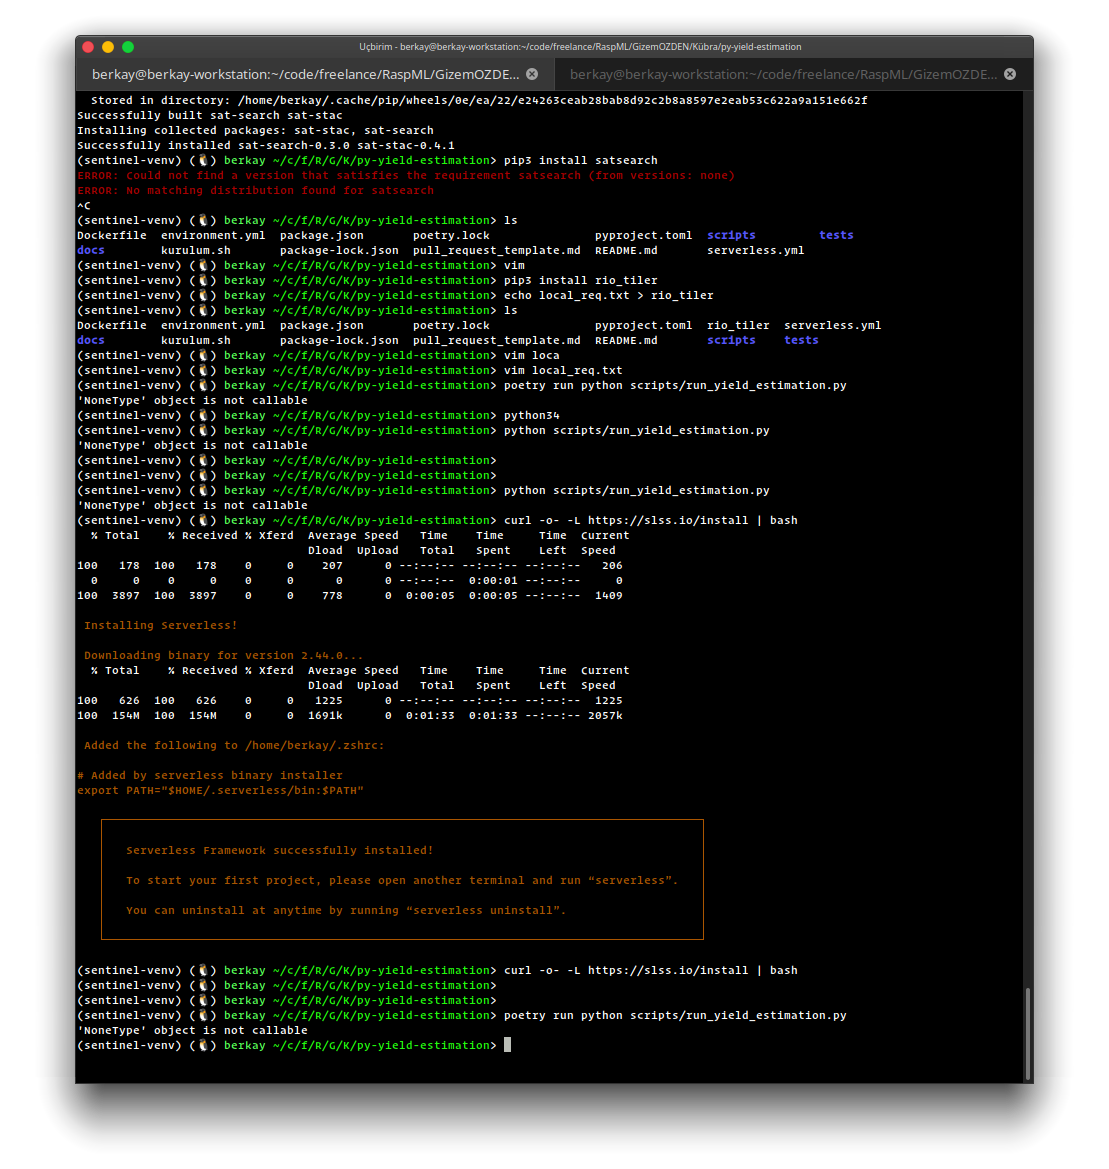 Uçbirim - berkay@berkay-workstation:~/code/freelance/RaspML/GizemOZDEN/Kübra/py-yield-estimation
berkay@berkay-workstation:~/code/freelance/RaspML/GizemOZDE... berkay@berkay-workstation:~/code/freelance/RaspML/GizemOZDE...
Stored in directory: /home/berkay/.cache/pip/wheels/0e/ea/22/e24263ceab28bab8d92c2b8a8597e2eab53c622a9a151e662f
Successfully built sat-search sat-stac
Installing collected packages: sat-stac, sat-search
Successfully installed sat-search-0.3.0 sat-stac-0.4.1
(sentinel-venv) (🐧) berkay ~/c/f/R/G/K/py-yield-estimation> pip3 install satsearch
ERROR: Could not find a version that satisfies the requirement satsearch (from versions: none)
ERROR: No matching distribution found for satsearch
^C
(sentinel-venv) (🐧) berkay ~/c/f/R/G/K/py-yield-estimation> ls
Dockerfile environment.yml package.json poetry.lock pyproject.toml scripts tests
docs kurulum.sh package-lock.json pull_request_template.md README.md serverless.yml
(sentinel-venv) (🐧) berkay ~/c/f/R/G/K/py-yield-estimation> vim
(sentinel-venv) (🐧) berkay ~/c/f/R/G/K/py-yield-estimation> pip3 install rio_tiler
(sentinel-venv) (🐧) berkay ~/c/f/R/G/K/py-yield-estimation> echo local_req.txt > rio_tiler
(sentinel-venv) (🐧) berkay ~/c/f/R/G/K/py-yield-estimation> ls
Dockerfile environment.yml package.json poetry.lock pyproject.toml rio_tiler serverless.yml
docs kurulum.sh package-lock.json pull_request_template.md README.md scripts tests
(sentinel-venv) (🐧) berkay ~/c/f/R/G/K/py-yield-estimation> vim loca
(sentinel-venv) (🐧) berkay ~/c/f/R/G/K/py-yield-estimation> vim local_req.txt
(sentinel-venv) (🐧) berkay ~/c/f/R/G/K/py-yield-estimation> poetry run python scripts/run_yield_estimation.py
'NoneType' object is not callable
(sentinel-venv) (🐧) berkay ~/c/f/R/G/K/py-yield-estimation> python34
(sentinel-venv) (🐧) berkay ~/c/f/R/G/K/py-yield-estimation> python scripts/run_yield_estimation.py
'NoneType' object is not callable
(sentinel-venv) (🐧) berkay ~/c/f/R/G/K/py-yield-estimation>
(sentinel-venv) (🐧) berkay ~/c/f/R/G/K/py-yield-estimation>
(sentinel-venv) (🐧) berkay ~/c/f/R/G/K/py-yield-estimation> python scripts/run_yield_estimation.py
'NoneType' object is not callable
(sentinel-venv) (🐧) berkay ~/c/f/R/G/K/py-yield-estimation> curl -o- -L https://slss.io/install | bash
% Total % Received % Xferd Average Speed Time Time Time Current
Dload Upload Total Spent Left Speed
100 178 100 178 0 0 207 0 --:--:-- --:--:-- --:--:-- 206
0 0 0 0 0 0 0 0 --:--:-- 0:00:01 --:--:-- 0
100 3897 100 3897 0 0 778 0 0:00:05 0:00:05 --:--:-- 1409
Installing Serverless!
Downloading binary for version 2.44.0...
% Total % Received % Xferd Average Speed Time Time Time Current
Dload Upload Total Spent Left Speed
100 626 100 626 0 0 1225 0 --:--:-- --:--:-- --:--:-- 1225
100 154M 100 154M 0 0 1691k 0 0:01:33 0:01:33 --:--:-- 2057k
Added the following to /home/berkay/.zshrc:
# Added by serverless binary installer
export PATH="$HOME/.serverless/bin:$PATH"
Serverless Framework successfully installed!
To start your first project, please open another terminal and run “serverless”.
You can uninstall at anytime by running “serverless uninstall”.
(sentinel-venv) (🐧) berkay ~/c/f/R/G/K/py-yield-estimation> curl -o- -L https://slss.io/install | bash
(sentinel-venv) (🐧) berkay ~/c/f/R/G/K/py-yield-estimation>
(sentinel-venv) (🐧) berkay ~/c/f/R/G/K/py-yield-estimation>
(sentinel-venv) (🐧) berkay ~/c/f/R/G/K/py-yield-estimation> poetry run python scripts/run_yield_estimation.py
'NoneType' object is not callable
(sentinel-venv) (🐧) berkay ~/c/f/R/G/K/py-yield-estimation>